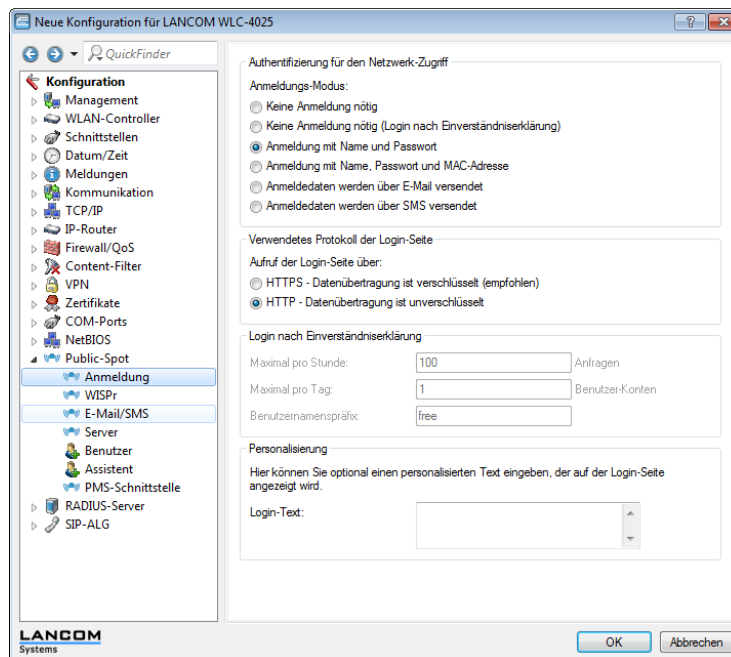 Neue Konfiguration für LANCOM WLC-4025
QuickFinder
Konfiguration
Management
WLAN-Controller
Schnittstellen
Datum/Zeit
Meldungen
Kommunikation
TCP/IP
IP-Router
Firewall/QoS
Content-Filter
VPN
Zertifikate
COM-Ports
NetBIOS
Public-Spot
Anmeldung
WISPr
E-Mail/SMS
Server
Benutzer
Assistent
PMS-Schnittstelle
RADIUS-Server
SIP-ALG
Authentifizierung für den Netzwerk-Zugriff
Anmeldungs-Modus:
Keine Anmeldung nötig
Keine Anmeldung nötig (Login nach Einverständniserklärung)
Anmeldung mit Name und Passwort
Anmeldung mit Name, Passwort und MAC-Adresse
Anmeldedaten werden über E-Mail versendet
Anmeldedaten werden über SMS versendet
Verwendetes Protokoll der Login-Seite
Aufruf der Login-Seite über:
HTTPS - Datenübertragung ist verschlüsselt (empfohlen)
HTTP - Datenübertragung ist unverschlüsselt
Login nach Einverständniserklärung
Maximal pro Stunde: 100 Anfragen
Maximal pro Tag: 1 Benutzer-Konten
Benutzernamenspräfix: free
Personalisierung
Hier können Sie optional einen personalisierten Text eingeben, der auf der Login-Seite
angezeigt wird.
Login-Text:
LANCOM
Systems
OK Abbrechen